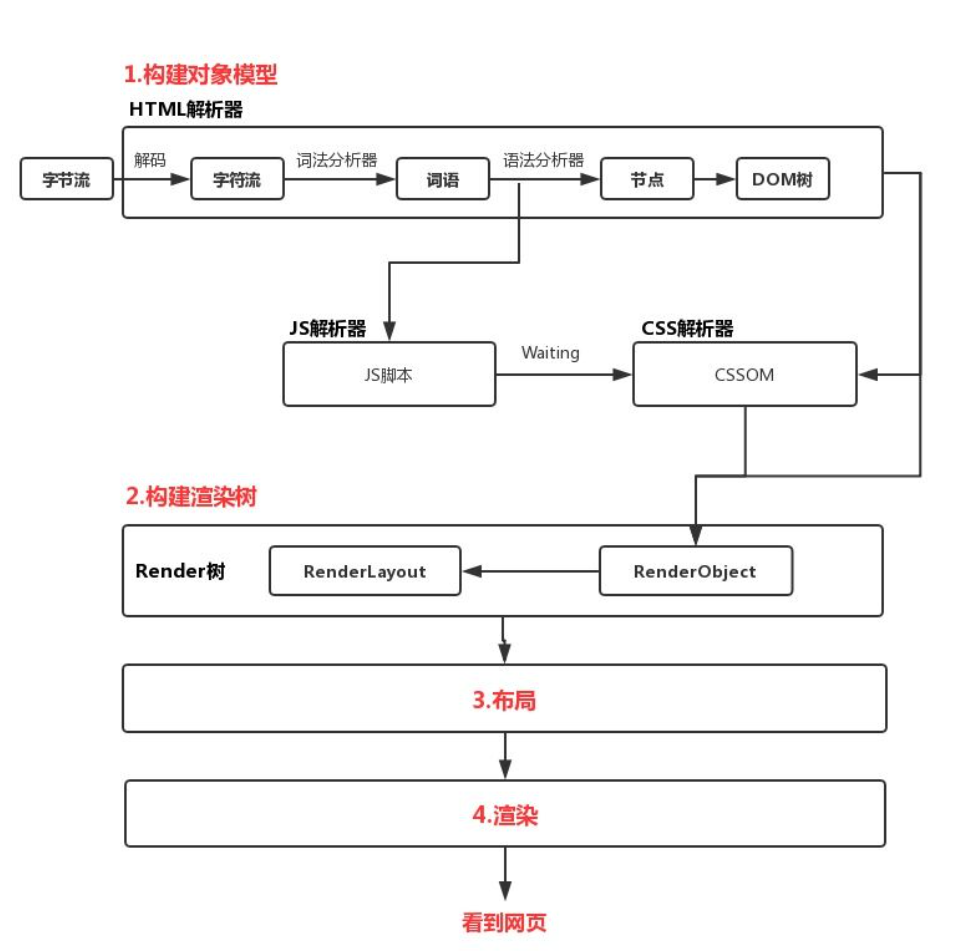 1.构建对象模型
HTML解析器
解码
词法分析器
语法分析器
字节流
字符流
词语
节点
DOM树
JS解析器
CSS解析器
Waiting
JS脚本
CSSOM
2.构建渲染树
Render树
RenderLayout
RenderObject
3.布局
4.渲染
看到网页